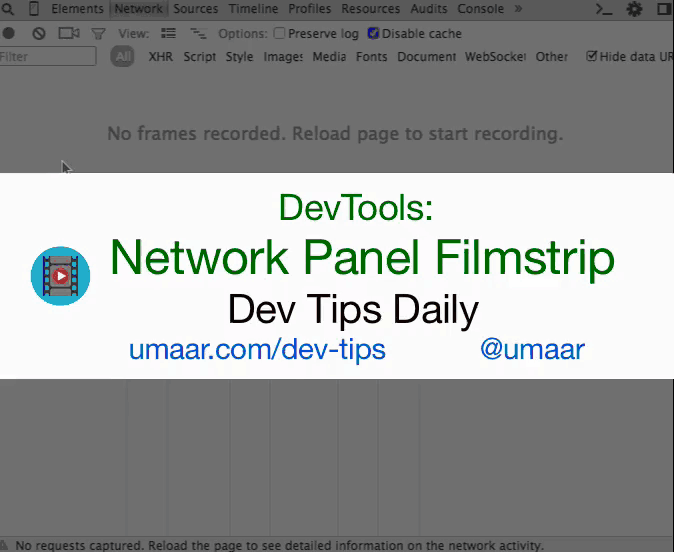 Elements Network Sources Timeline Profiles Resources Audits Console »
View: Options: Preserve log Disable cache
Filter All XHR Script Style Images Media Fonts Document WebSocket Other Hide data UR
No frames recorded. Reload page to start recording.
DevTools:
Network Panel Filmstrip
Dev Tips Daily
umaar.com/dev-tips @umaar
No requests captured. Reload the page to see detailed information on the network activity.